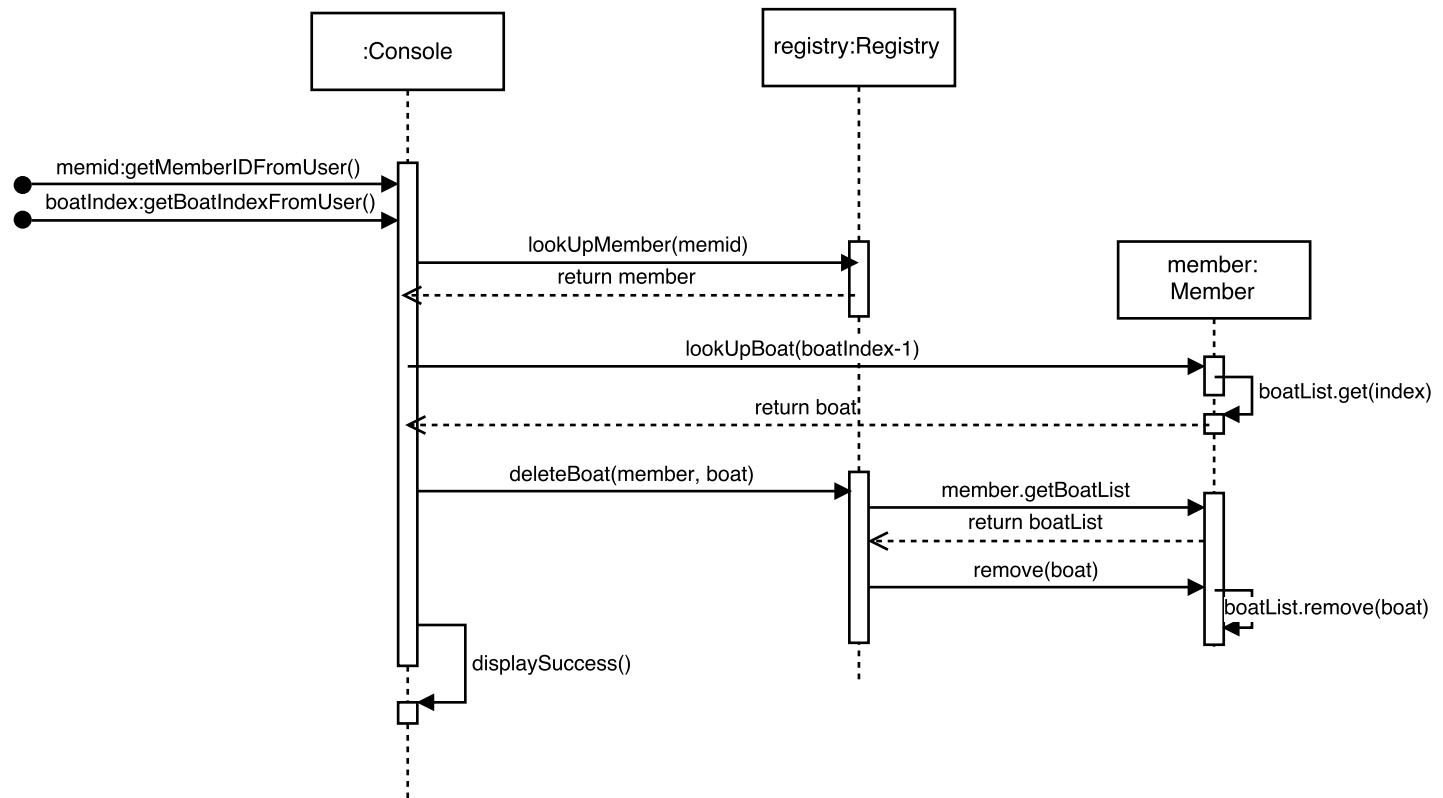 :Console
registry:Registry
memid:getMemberIDFromUser()
boatIndex:getBoatIndexFromUser()
lookUpMember(memid)
return member
member:
Member
lookUpBoat(boatIndex-1)
boatList.get(index)
return boat
deleteBoat(member, boat)
member.getBoatList
return boatList
remove(boat)
boatList.remove(boat)
displaySuccess()